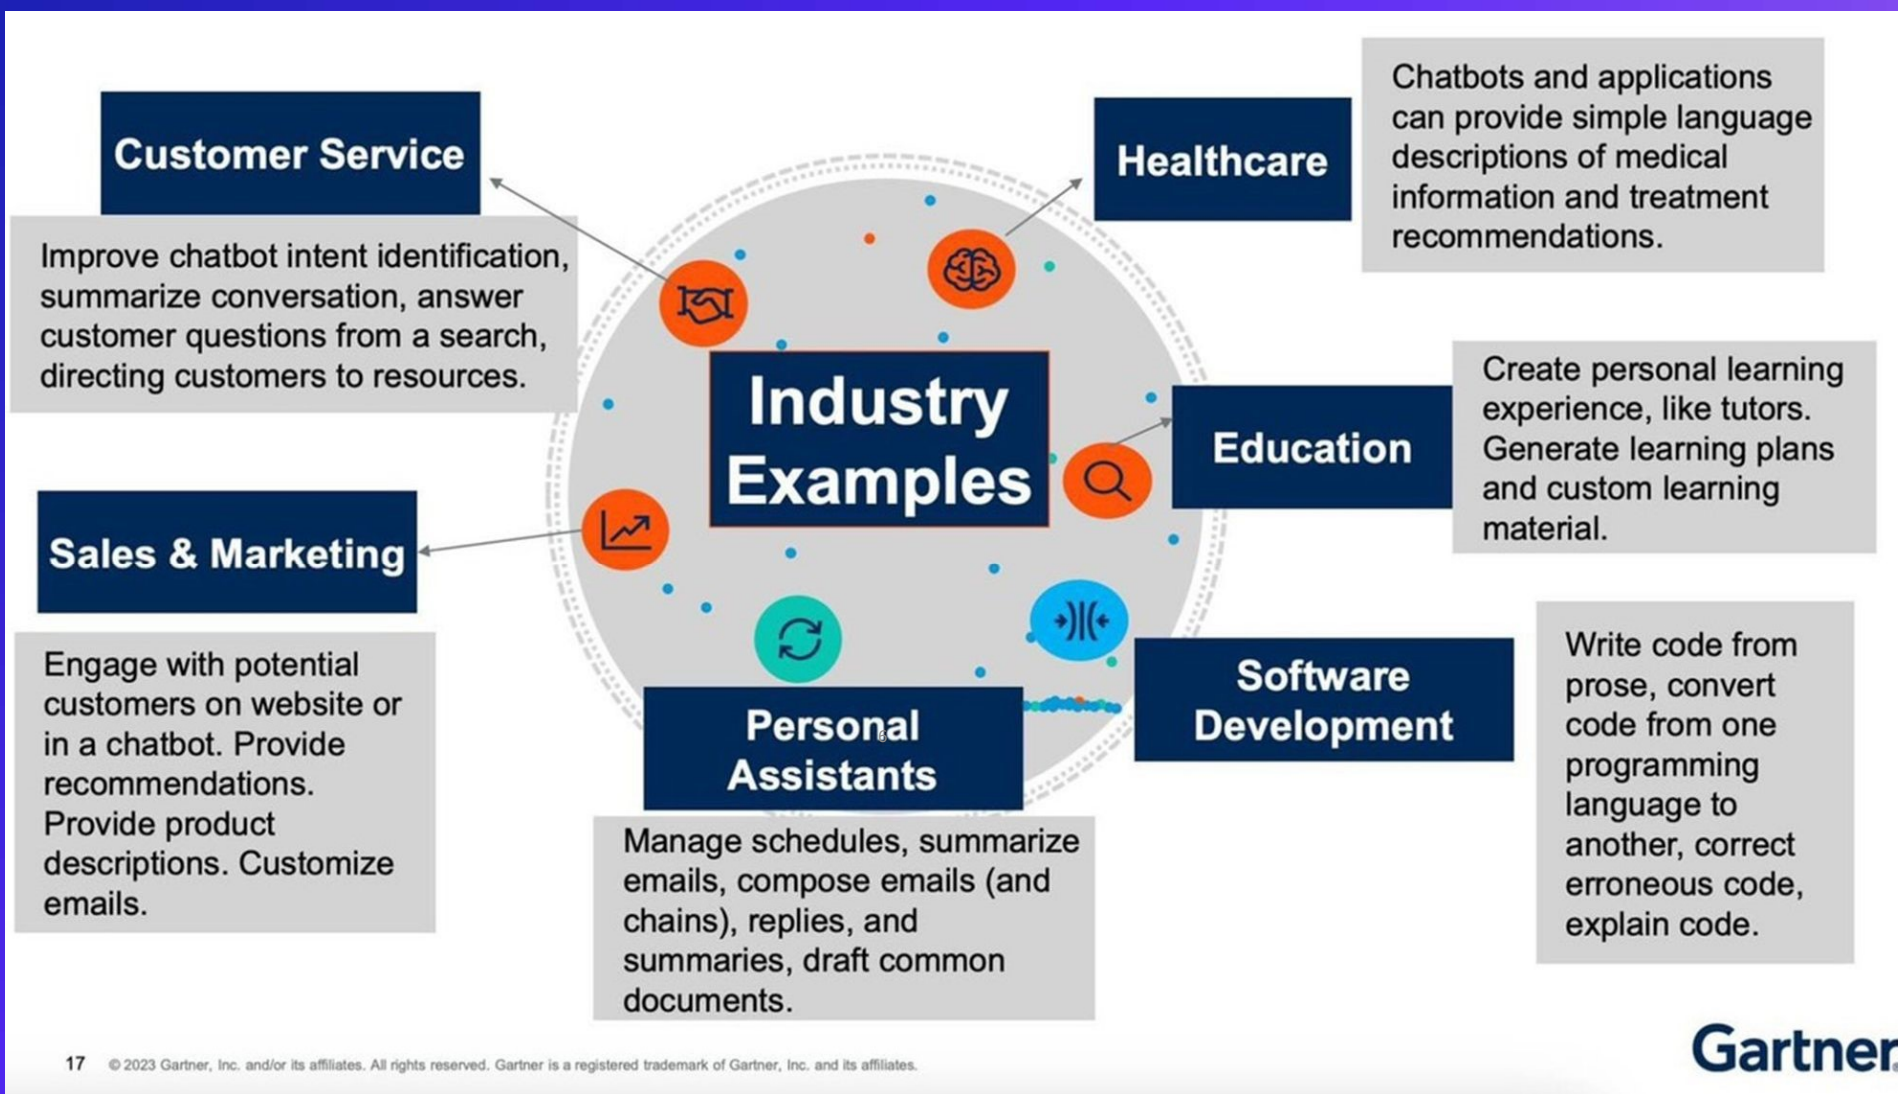 Customer Service
Improve chatbot intent identification,
summarize conversation, answer
customer questions from a search,
directing customers to resources.
Healthcare
Chatbots and applications
can provide simple language
descriptions of medical
information and treatment
recommendations.
Industry
Examples
Education
Create personal learning
experience, like tutors.
Generate learning plans
and custom learning
material.
Sales & Marketing
Engage with potential
customers on website or
in a chatbot. Provide
recommendations.
Provide product
descriptions. Customize
emails.
Personal
Assistants
Manage schedules, summarize
emails, compose emails (and
chains), replies, and
summaries, draft common
documents.
Software
Development
Write code from
prose, convert
code from one
programming
language to
another, correct
erroneous code,
explain code.
17 © 2023 Gartner, Inc. and/or its affiliates. All rights reserved. Gartner is a registered trademark of Gartner, Inc. and its affiliates.
Gartner